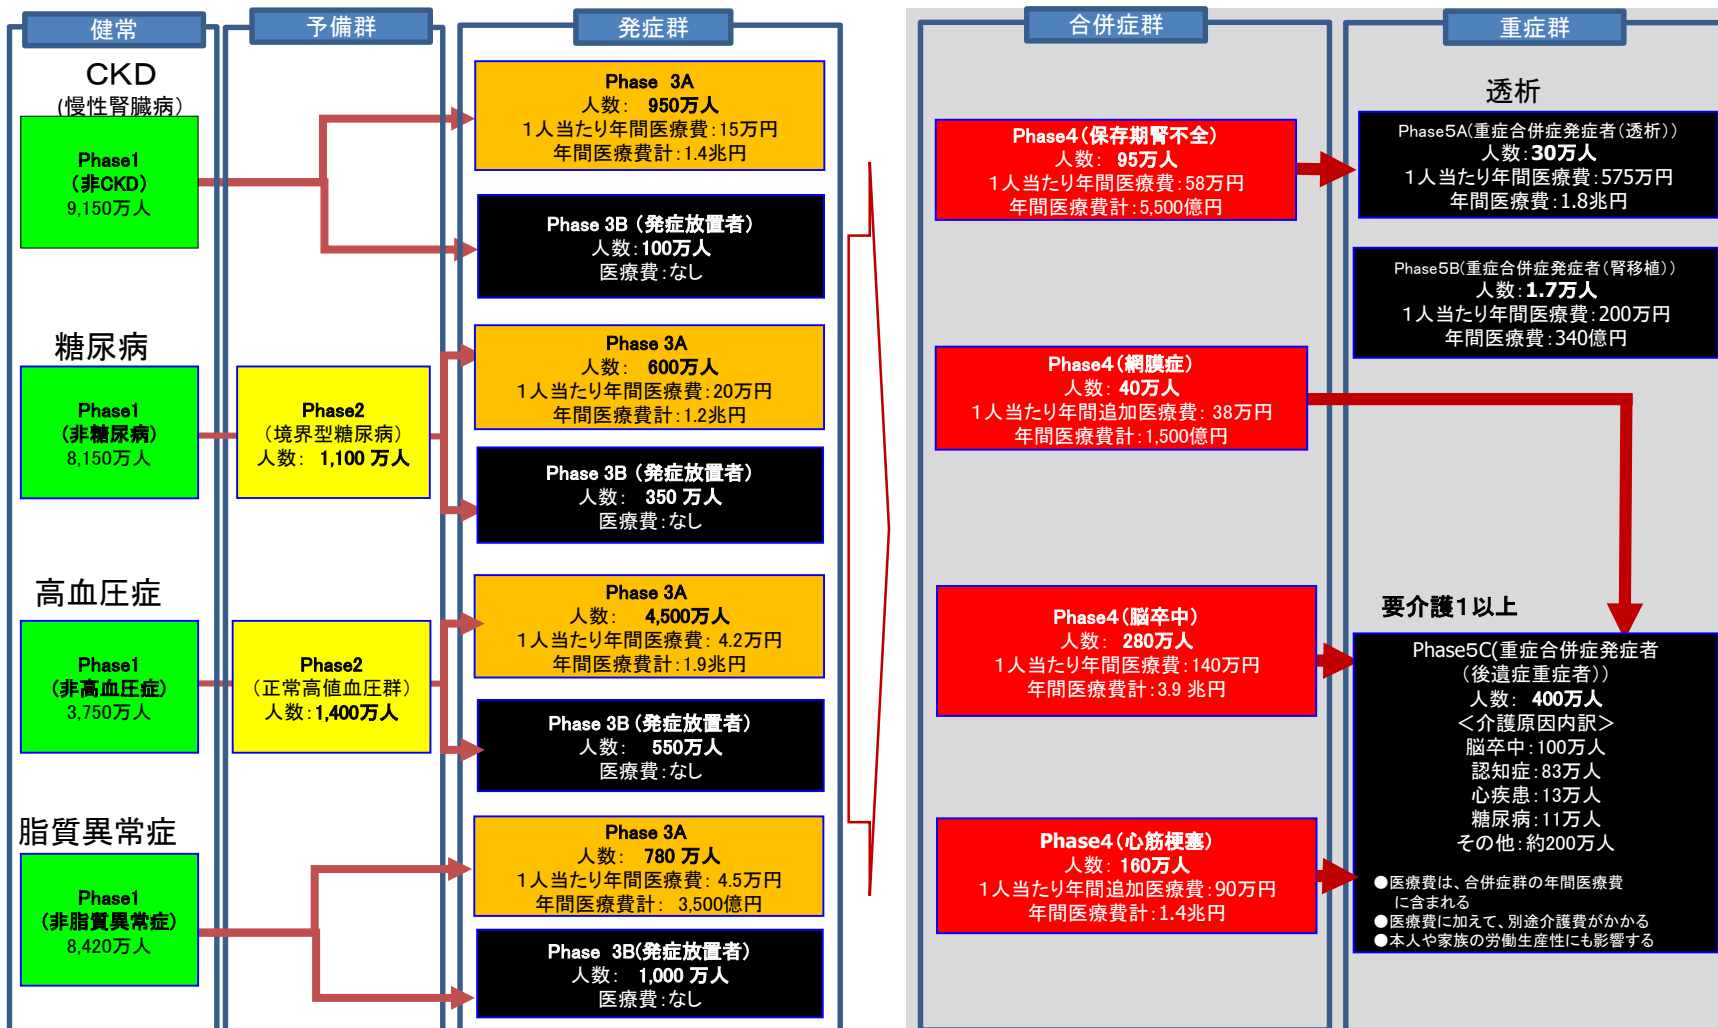 健常
予備群
発症群
合併症群
重症群
CKD
(慢性腎臓病)
Phase1
(非CKD)
9,150万人
Phase 3A
人数: 950万人
1人当たり年間医療費:15万円
年間医療費計:1.4兆円
Phase 3B (発症放置者)
人数:100万人
医療費:なし
糖尿病
Phase1
(非糖尿病)
8,150万人
Phase2
(境界型糖尿病)
人数: 1,100 万人
Phase 3A
人数: 600万人
1人当たり年間医療費:20万円
年間医療費計:1.2兆円
Phase 3B (発症放置者)
人数: 350 万人
医療費:なし
高血圧症
Phase1
(非高血圧症)
3,750万人
Phase2
(正常高値血圧群)
人数:1,400万人
Phase 3A
人数: 4,500万人
1人当たり年間医療費: 4.2万円
年間医療費計:1.9兆円
Phase 3B (発症放置者)
人数: 550万人
医療費:なし
脂質異常症
Phase1
(非脂質異常症)
8,420万人
Phase 3A
人数: 780 万人
1人当たり年間医療費: 4.5万円
年間医療費計: 3,500億円
Phase 3B(発症放置者)
人数: 1,000 万人
医療費:なし
Phase4(保存期腎不全)
人数: 95万人
1人当たり年間医療費:58万円
年間医療費計:5,500億円
Phase4(網膜症)
人数: 40万人
1人当たり年間追加医療費: 38万円
年間医療費計:1,500億円
Phase4(脳卒中)
人数: 280万人
1人当たり年間医療費:140万円
年間医療費計:3.9 兆円
Phase4(心筋梗塞)
人数: 160万人
1人当たり年間追加医療費:90万円
年間医療費計:1.4兆円
透析
Phase5A(重症合併症発症者(透析))
人数:30万人
1人当たり年間医療費:575万円
年間医療費:1.8兆円
Phase5B(重症合併症発症者(腎移植))
人数:1.7万人
1人当たり年間医療費:200万円
年間医療費:340億円
要介護1以上
Phase5C(重症合併症発症者
(後遺症重症者))
人数: 400万人
<介護原因内訳>
脳卒中:100万人
認知症:83万人
心疾患:13万人
糖尿病:11万人
その他:約200万人
●医療費は、合併症群の年間医療費
に含まれる
●医療費に加えて、別途介護費がかかる
●本人や家族の労働生産性にも影響する